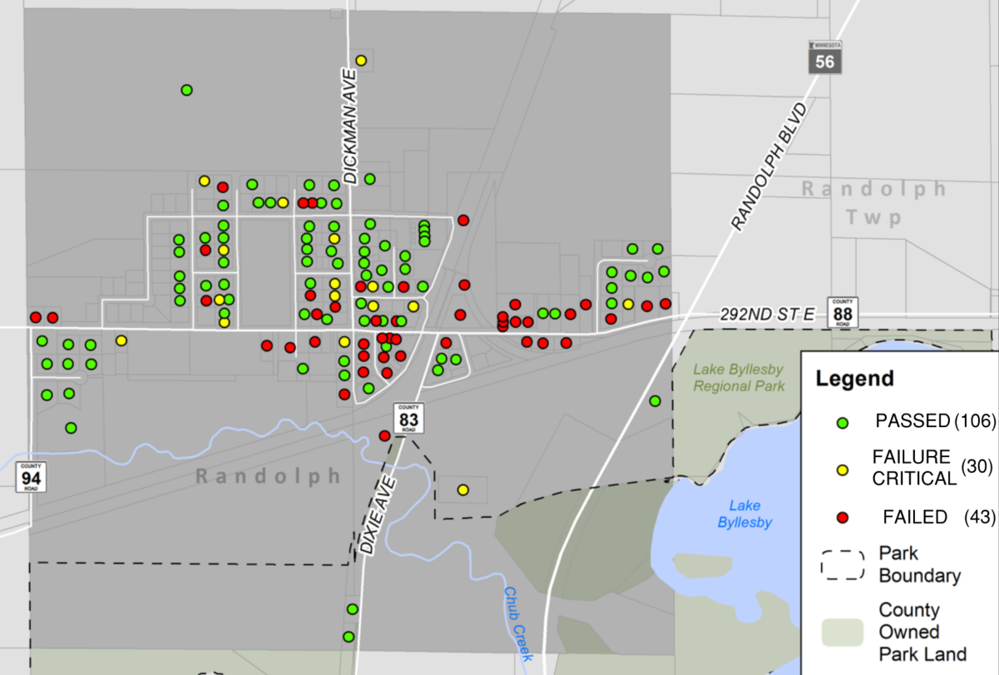 MINNESOTA
56
DICKMAN AVE
RANDOLPH BLVD
Randolph
Twp
292ND ST E
COUNTY
88
ROAD
Lake Byllesby
Regional Park
COUNTY
83
ROAD
COUNTY
94
ROAD
Randolph
DIXIE AVE
Lake
Byllesby
Chub Creek
Legend
PASSED (106)
FAILURE
CRITICAL (30)
FAILED (43)
Park
Boundary
County
Owned
Park Land